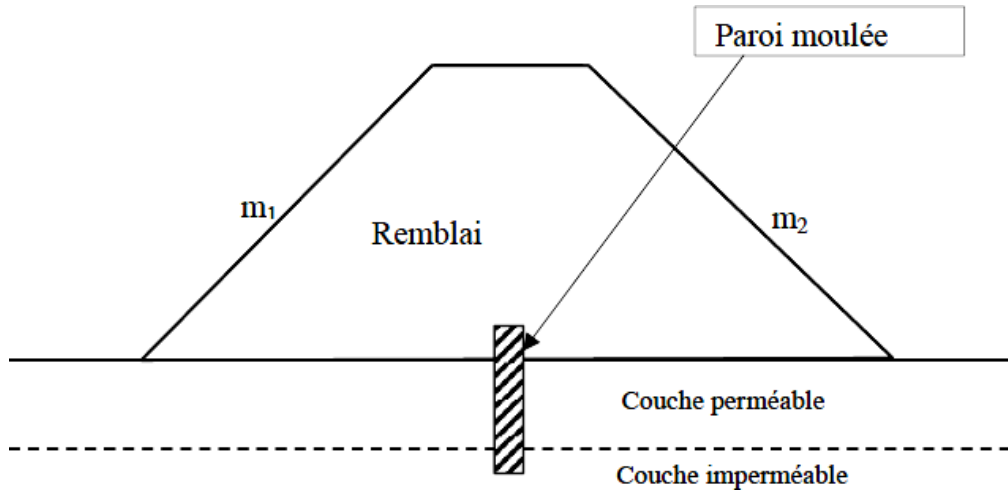 Paroi moulée
m₁
Remblai
m₂
Couche perméable
Couche imperméable